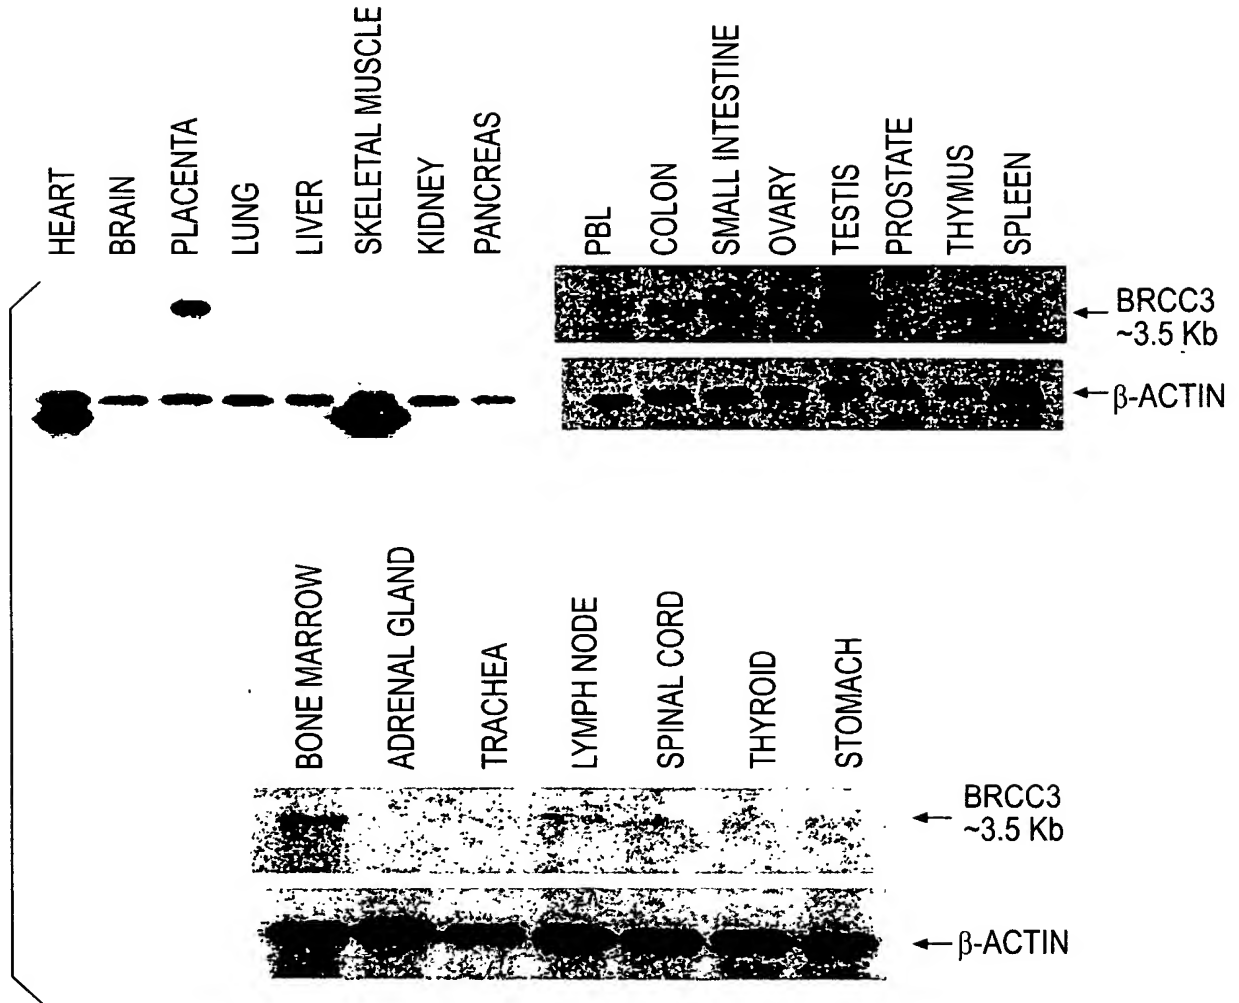 HEART
BRAIN
PLACENTA
LUNG
LIVER
SKELETAL MUSCLE
KIDNEY
PANCREAS
PBL
COLON
SMALL INTESTINE
OVARY
TESTIS
PROSTATE
THYMUS
SPLEEN
BRCC3
~3.5 Kb
β-ACTIN
BONE MARROW
ADRENAL GLAND
TRACHEA
LYMPH NODE
SPINAL CORD
THYROID
STOMACH
BRCC3
~3.5 Kb
β-ACTIN